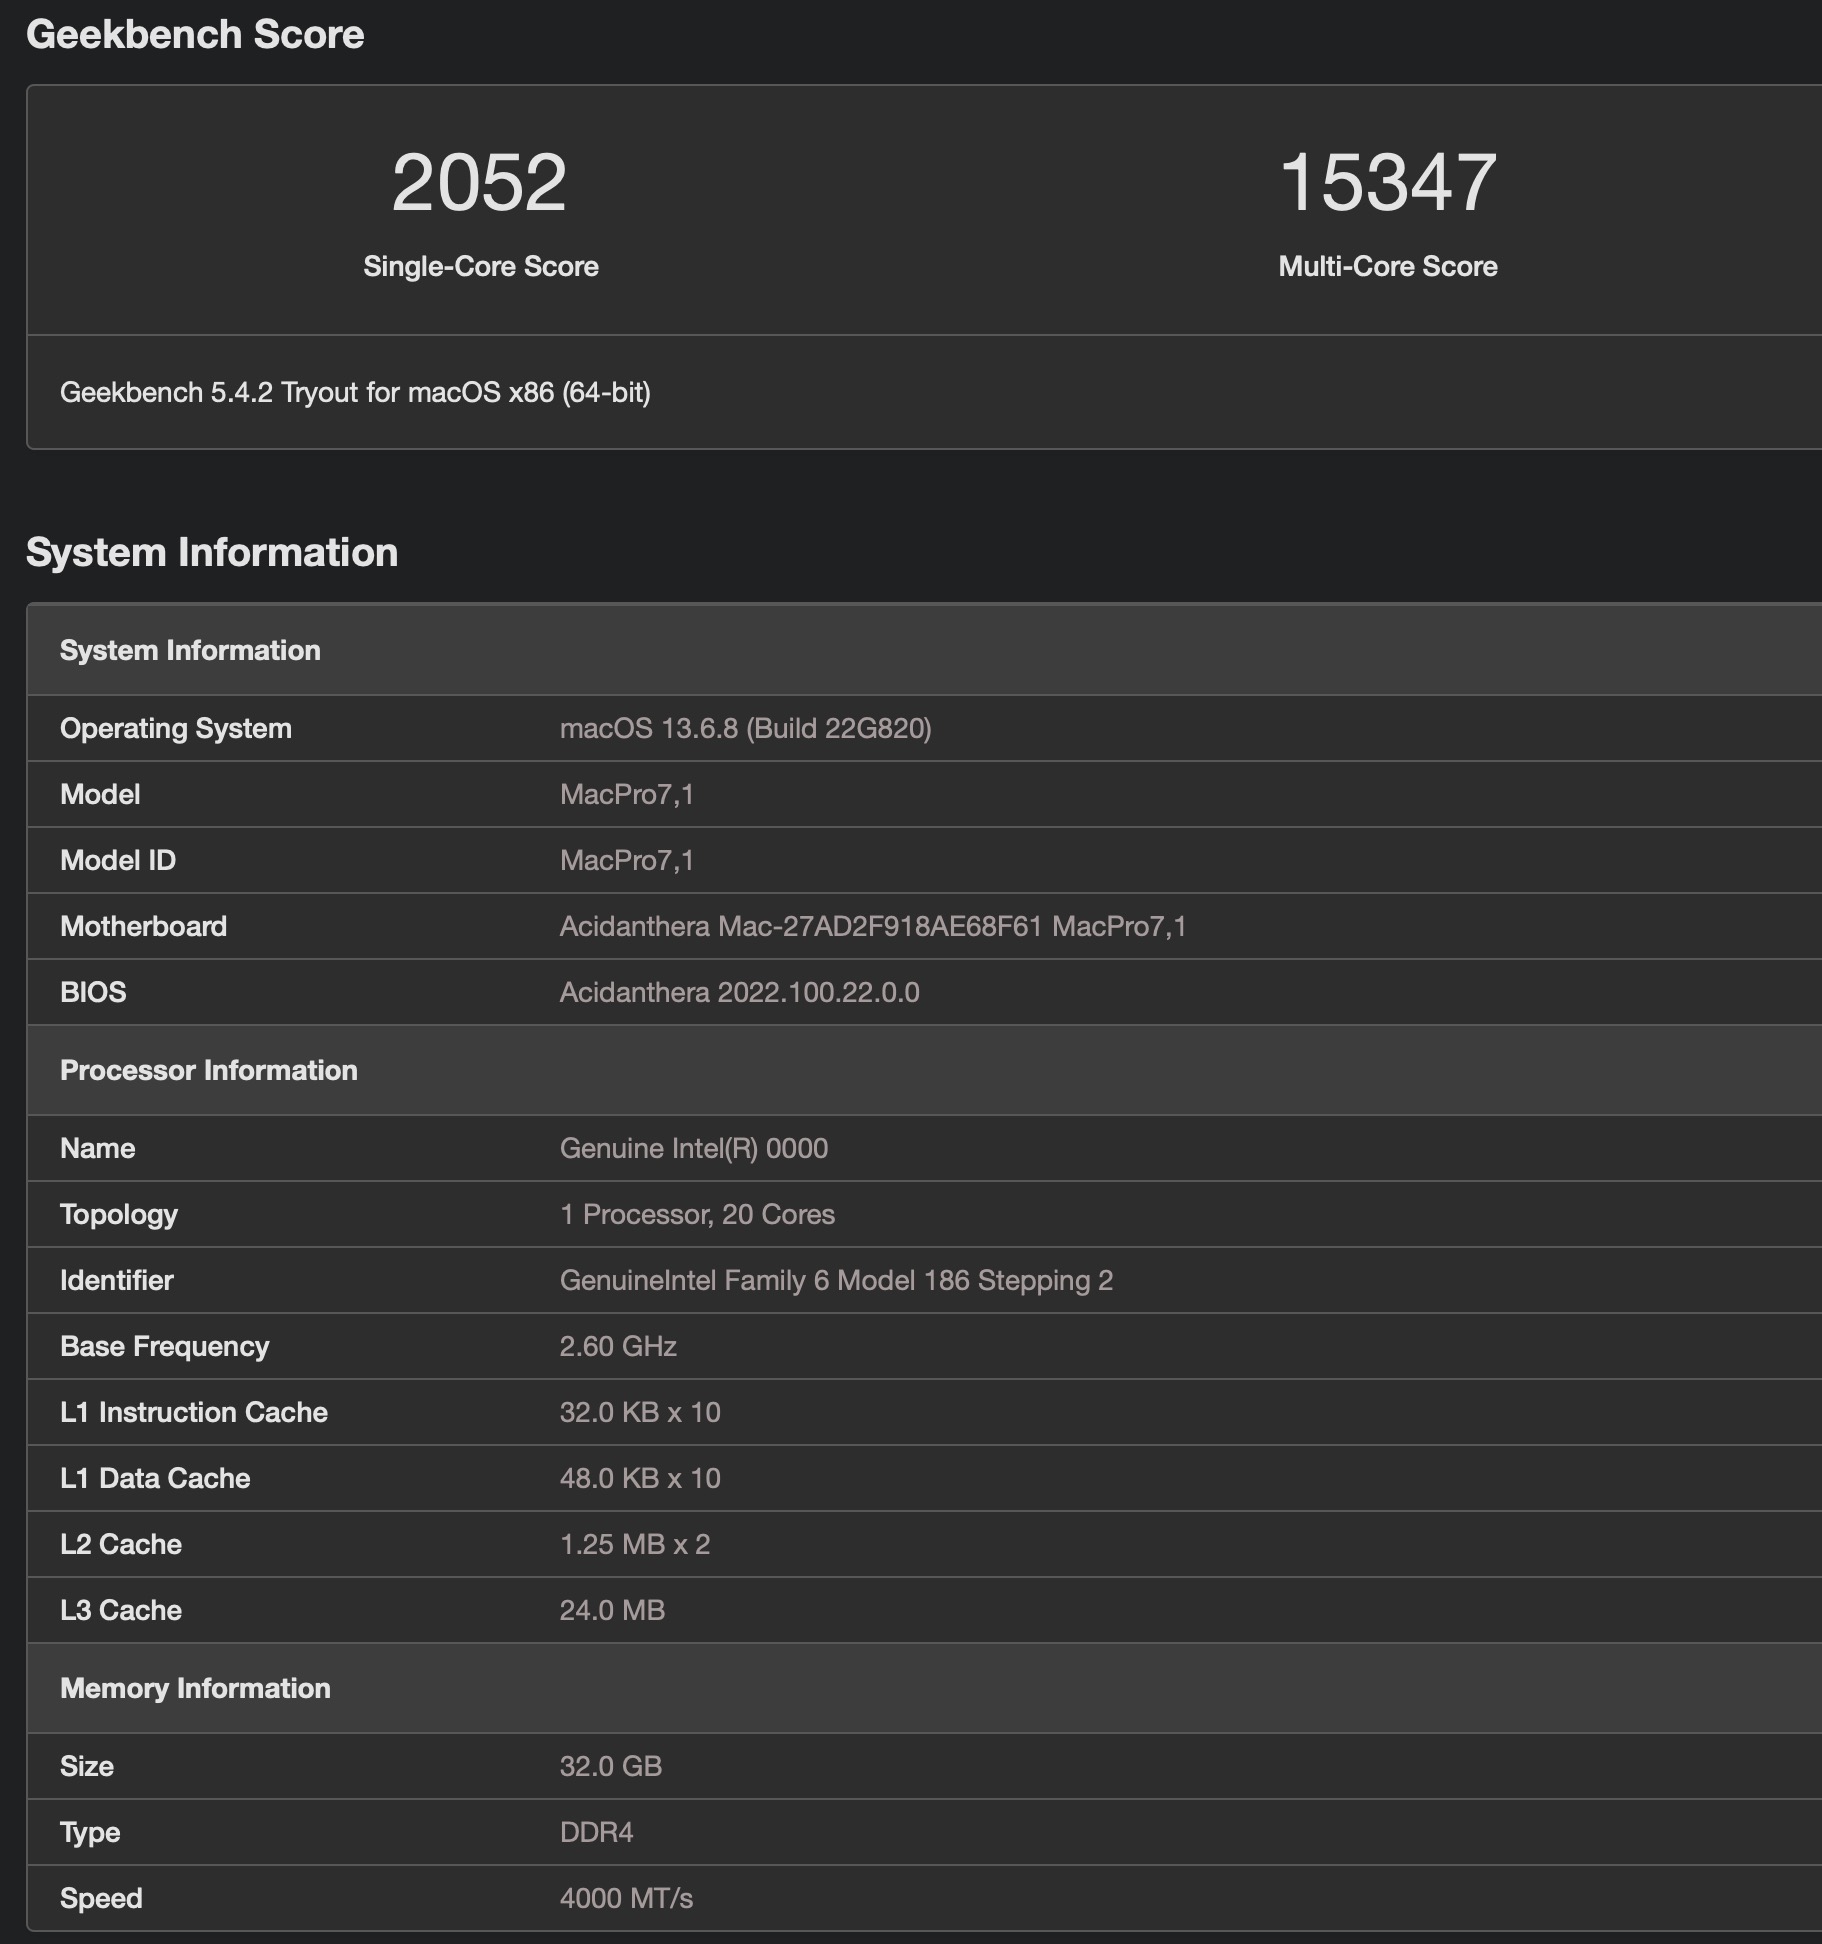 Geekbench Score
2052 15347
Single-Core Score Multi-Core Score
Geekbench 5.4.2 Tryout for macOS x86 (64-bit)
System Information
System Information
Operating System macOS 13.6.8 (Build 22G820)
Model MacPro7,1
Model ID MacPro7,1
Motherboard Acidanthera Mac-27AD2F918AE68F61 MacPro7,1
BIOS Acidanthera 2022.100.22.0.0
Processor Information
Name Genuine Intel(R) 0000
Topology 1 Processor, 20 Cores
Identifier GenuineIntel Family 6 Model 186 Stepping 2
Base Frequency 2.60 GHz
L1 Instruction Cache 32.0 KB x 10
L1 Data Cache 48.0 KB x 10
L2 Cache 1.25 MB x 2
L3 Cache 24.0 MB
Memory Information
Size 32.0 GB
Type DDR4
Speed 4000 MT/s